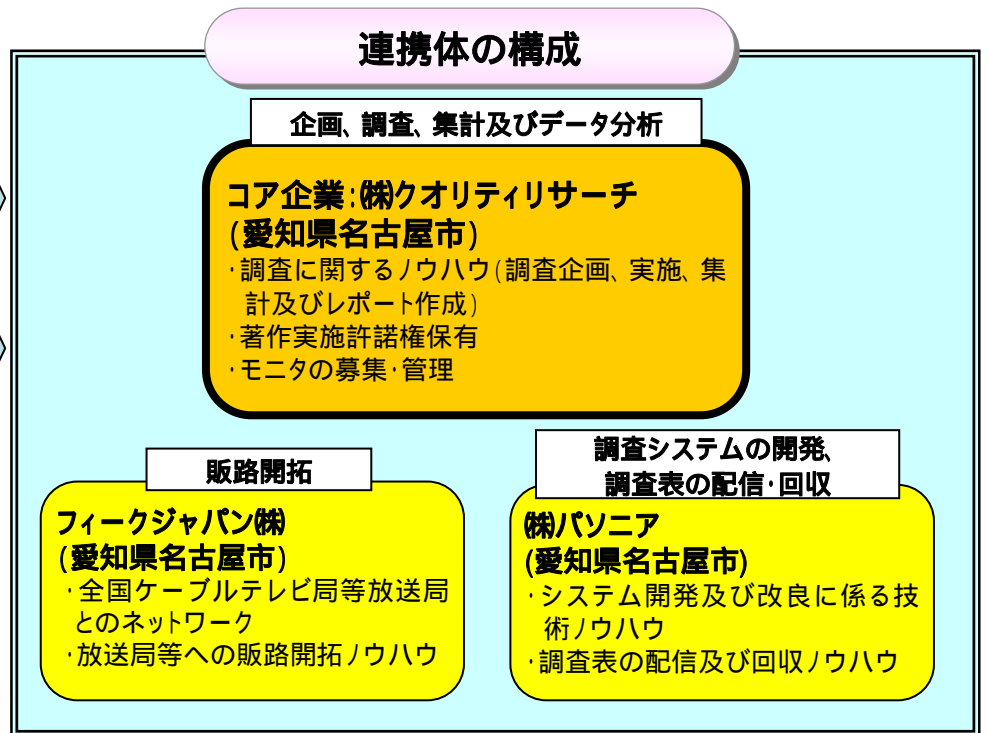 連携体の構成
企画、調査、集計及びデータ分析
コア企業:㈱クオリティリサーチ
(愛知県名古屋市)
・調査に関するノウハウ(調査企画、実施、集
計及びレポート作成)
・著作実施許諾権保有
・モニタの募集・管理
販路開拓
フィークジャパン㈱
(愛知県名古屋市)
・全国ケーブルテレビ局等放送局
とのネットワーク
・放送局等への販路開拓ノウハウ
調査システムの開発、
調査表の配信・回収
㈱パソニア
(愛知県名古屋市)
・システム開発及び改良に係る技
術ノウハウ
・調査表の配信及び回収ノウハウ